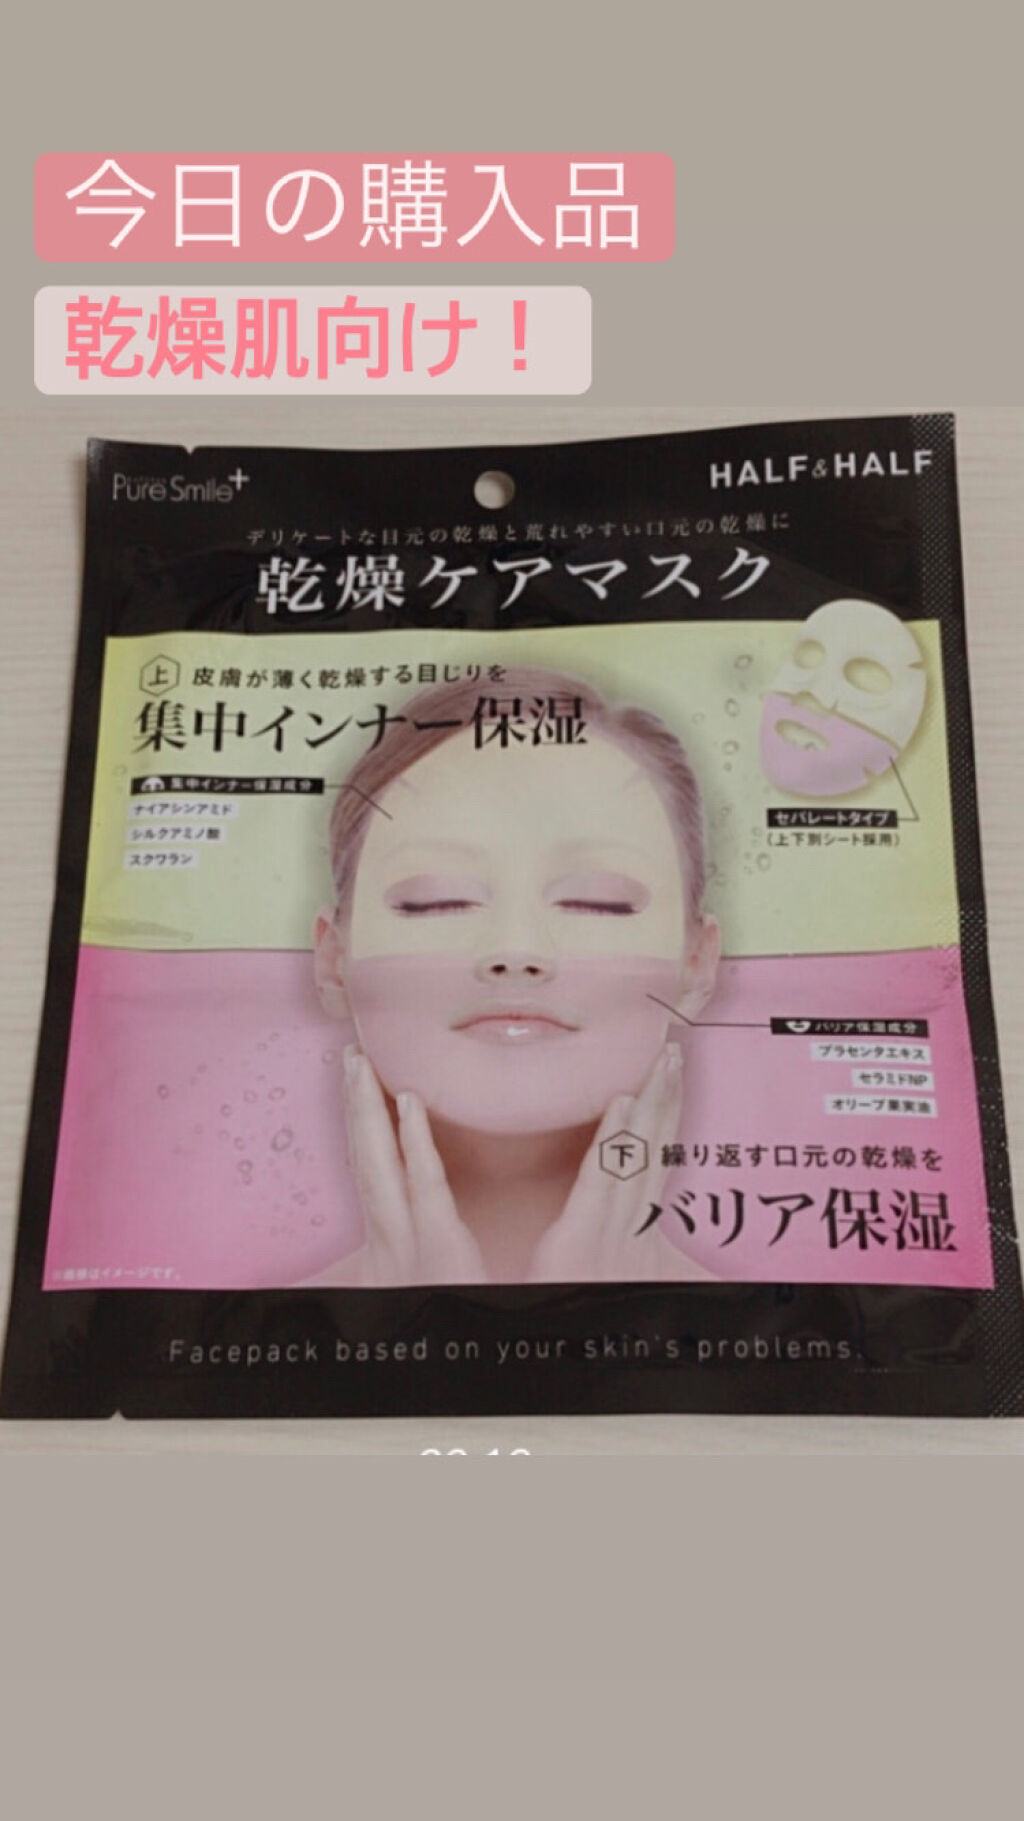 今日の購入品
乾燥肌向け！
PureSmile+
HALF&HALF
デリケートな目元の乾燥と荒れやすい口元の乾燥に
乾燥ケアマスク
上 皮膚が薄く乾燥する目じりを
集中インナー保湿
集中インナー保湿成分
ナイアシンアミド
シルクアミノ酸
スクワラン
セパレートタイプ
(上下別シート採用)
バリア保湿成分
プラセンタエキス
セラミドNP
オリーブ果実油
下 繰り返す口元の乾燥を
バリア保湿
※画像はイメージです。
Facepack based on your skin's problems.